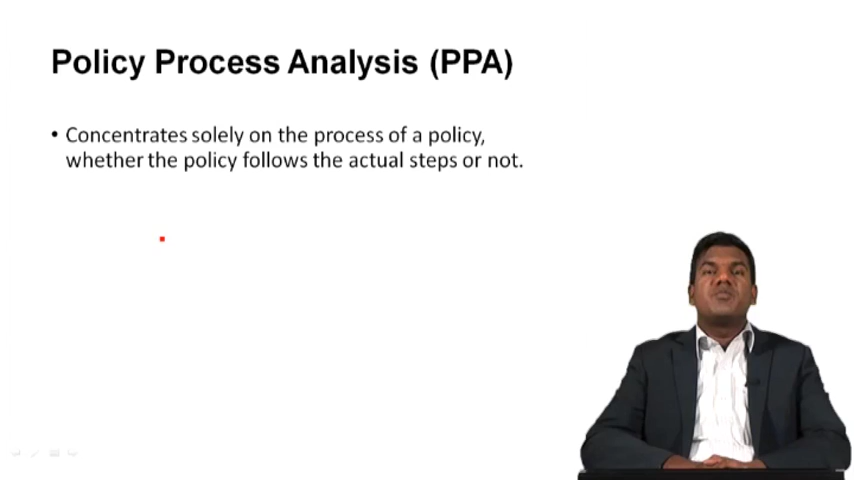 Policy Process Analysis (PPA)
• Concentrates solely on the process of a policy,
whether the policy follows the actual steps or not.